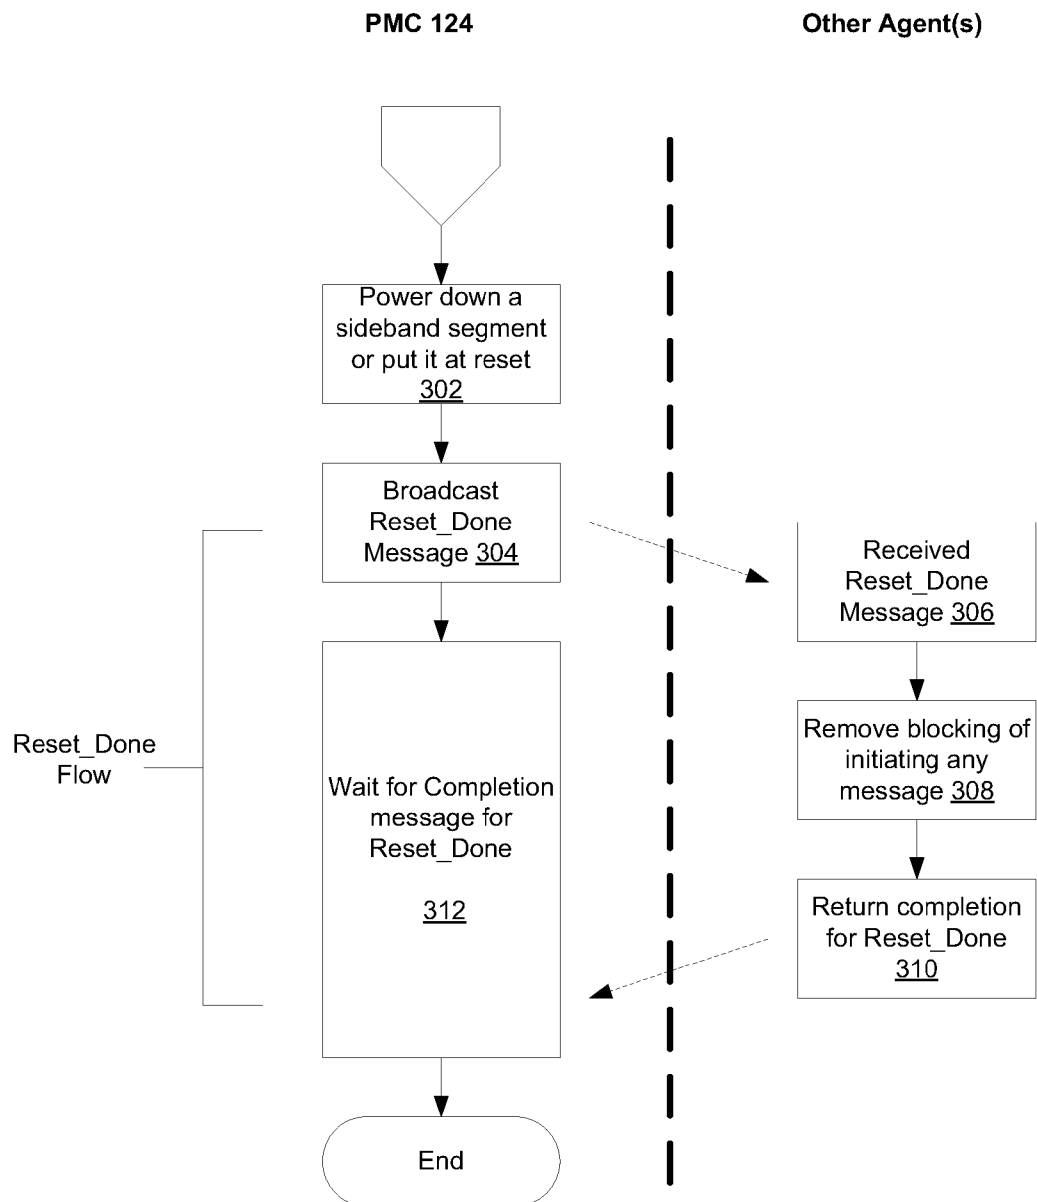 PMC 124
Other Agent(s)
Power down a
sideband segment
or put it at reset
302
Broadcast
Reset_Done
Message 304
Received
Reset_Done
Message 306
Reset_Done
Flow
Wait for Completion
message for
Reset_Done
312
Remove blocking of
initiating any
message 308
Return completion
for Reset_Done
310
End